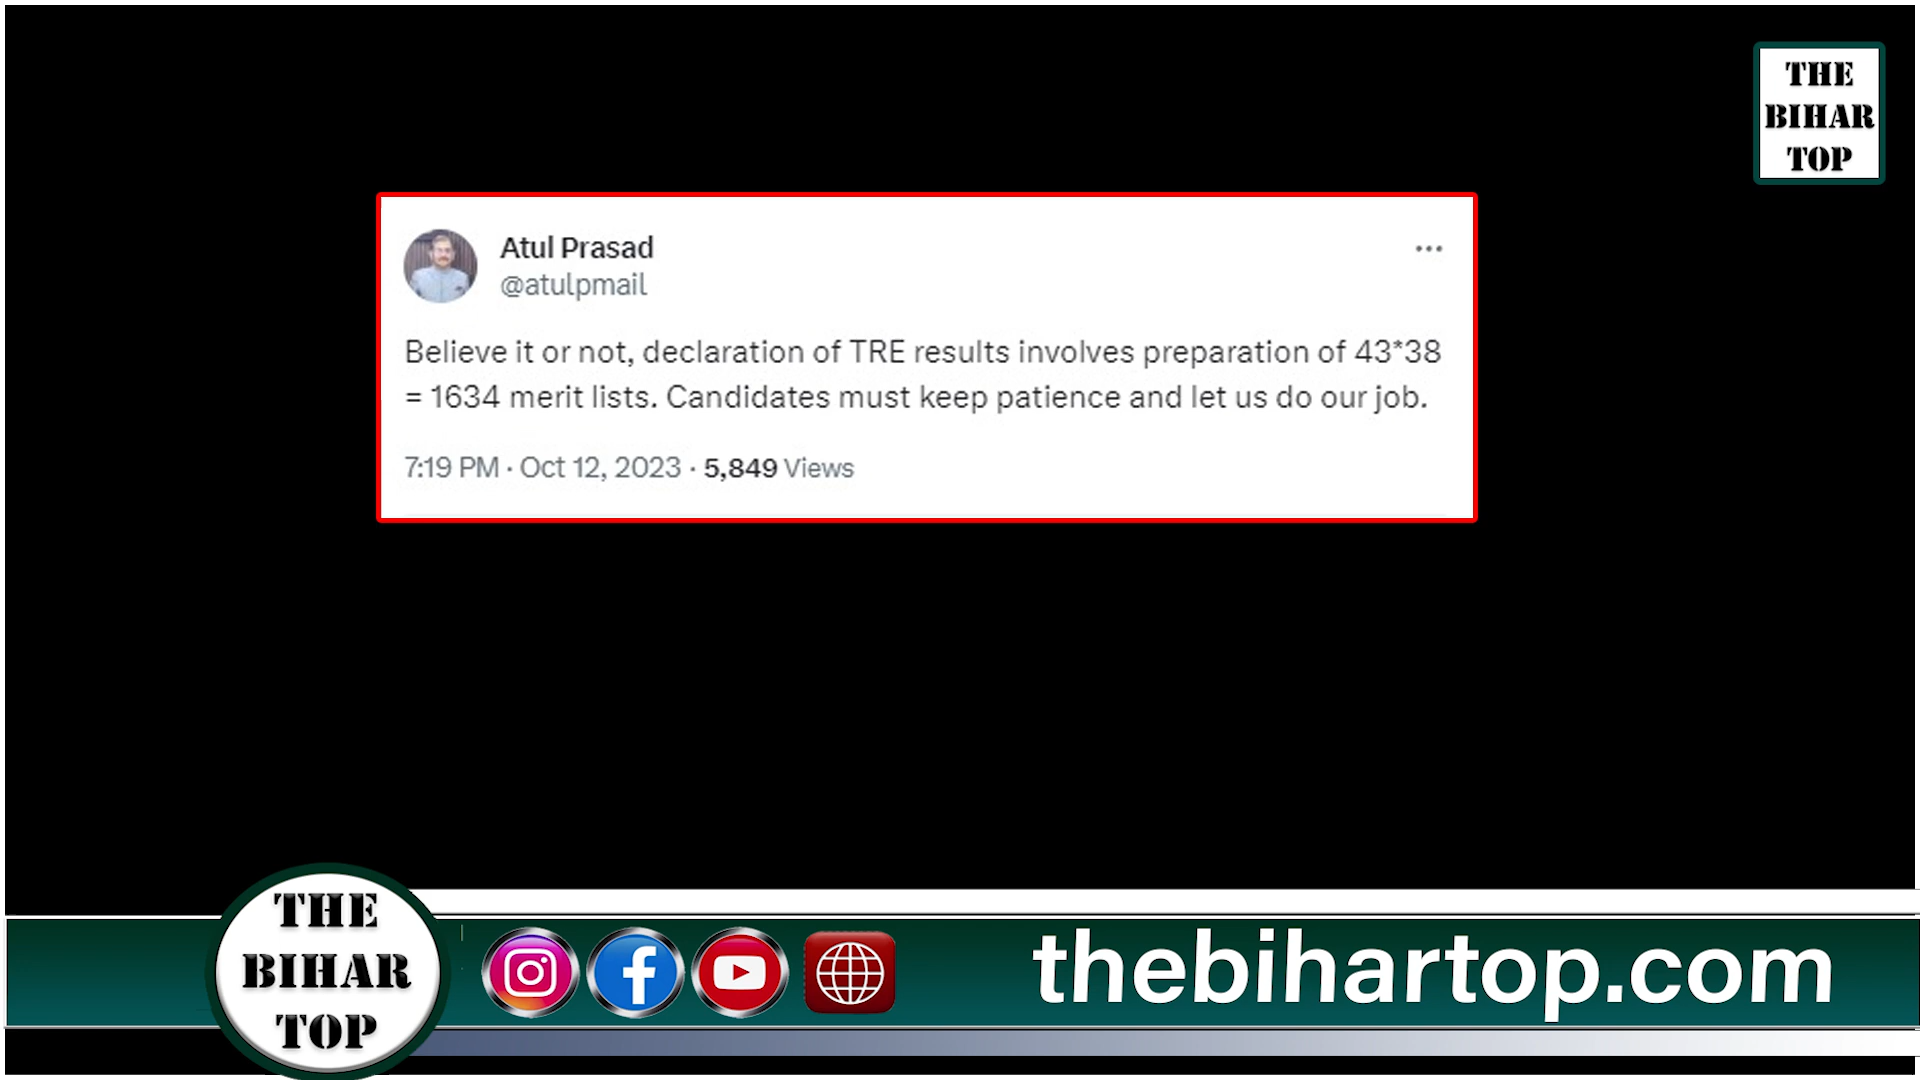 THE
BIHAR
TOP
Atul Prasad
@atulpmail
Believe it or not, declaration of TRE results involves preparation of 43*38
= 1634 merit lists. Candidates must keep patience and let us do our job.
7:19 PM · Oct 12, 2023 · 5,849 Views
THE
BIHAR
TOP
thebihartop.com